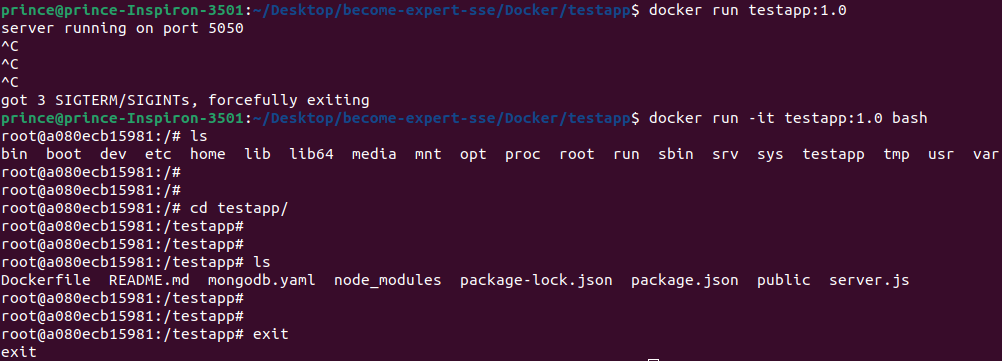 prince@prince-Inspiron-3501:~/Desktop/become-expert-sse/Docker/testapp$ docker run testapp:1.0
server running on port 5050
^C
^C
^C
got 3 SIGTERM/SIGINTs, forcefully exiting
prince@prince-Inspiron-3501:~/Desktop/become-expert-sse/Docker/testapp$ docker run -it testapp:1.0 bash
root@a080ecb15981:/# ls
bin  boot  dev  etc  home  lib  lib64  media  mnt  opt  proc  root  run  sbin  srv  sys  testapp  tmp  usr  var
root@a080ecb15981:/#
root@a080ecb15981:/#
root@a080ecb15981:/# cd testapp/
root@a080ecb15981:/testapp#
root@a080ecb15981:/testapp#
root@a080ecb15981:/testapp# ls
Dockerfile  README.md  mongodb.yaml  node_modules  package-lock.json  package.json  public  server.js
root@a080ecb15981:/testapp#
root@a080ecb15981:/testapp#
root@a080ecb15981:/testapp# exit
exit